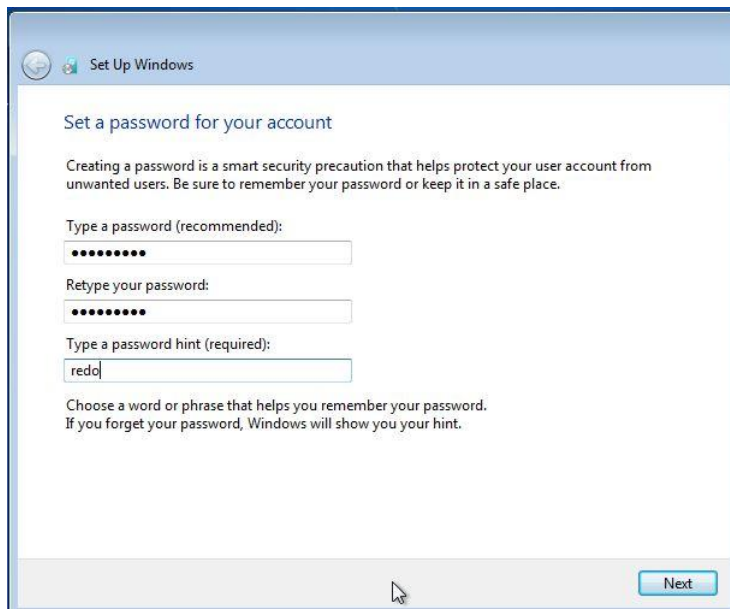 Set Up Windows
Set a password for your account
Creating a password is a smart security precaution that helps protect your user account from
unwanted users. Be sure to remember your password or keep it in a safe place.
Type a password (recommended):
●●●●●●●●●
Retype your password:
●●●●●●●●●
Type a password hint (required):
redo
Choose a word or phrase that helps you remember your password.
If you forget your password, Windows will show you your hint.
Next